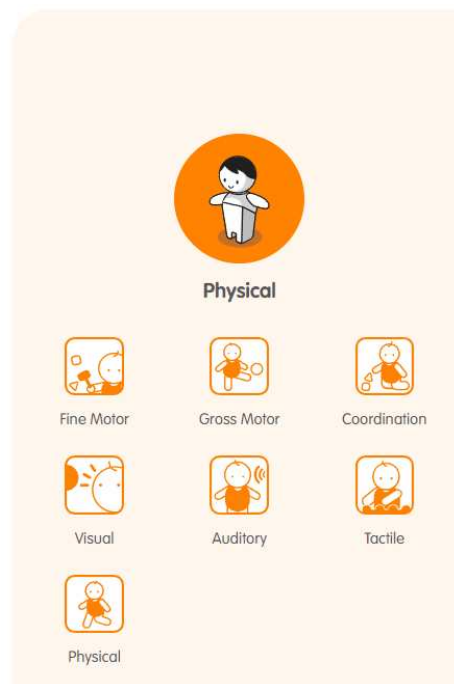 Physical
Fine Motor Gross Motor Coordination
Visual Auditory Tactile
Physical